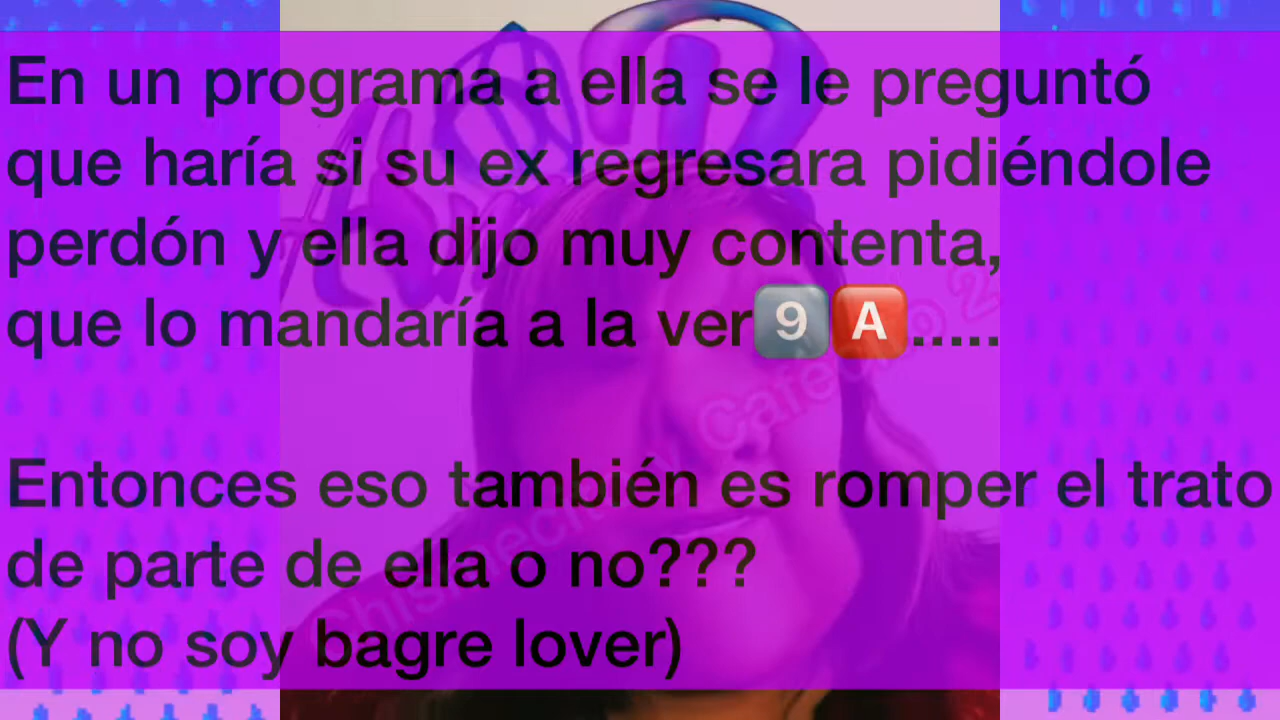 En un programa a ella se le preguntó
que haría si su ex regresara pidiéndole
perdón y ella dijo muy contenta,
que lo mandaría a la ver9️⃣🅰️.....
Entonces eso también es romper el trato
de parte de ella o no???
(Y no soy bagre lover)